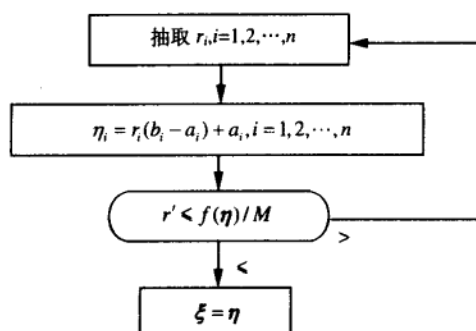 抽取 rᵢ,i=1,2,⋯,n
ηᵢ = rᵢ(bᵢ − aᵢ) + aᵢ, i = 1,2,⋯,n
r′ ⩽ f(η)/M
>
⩽
ξ = η